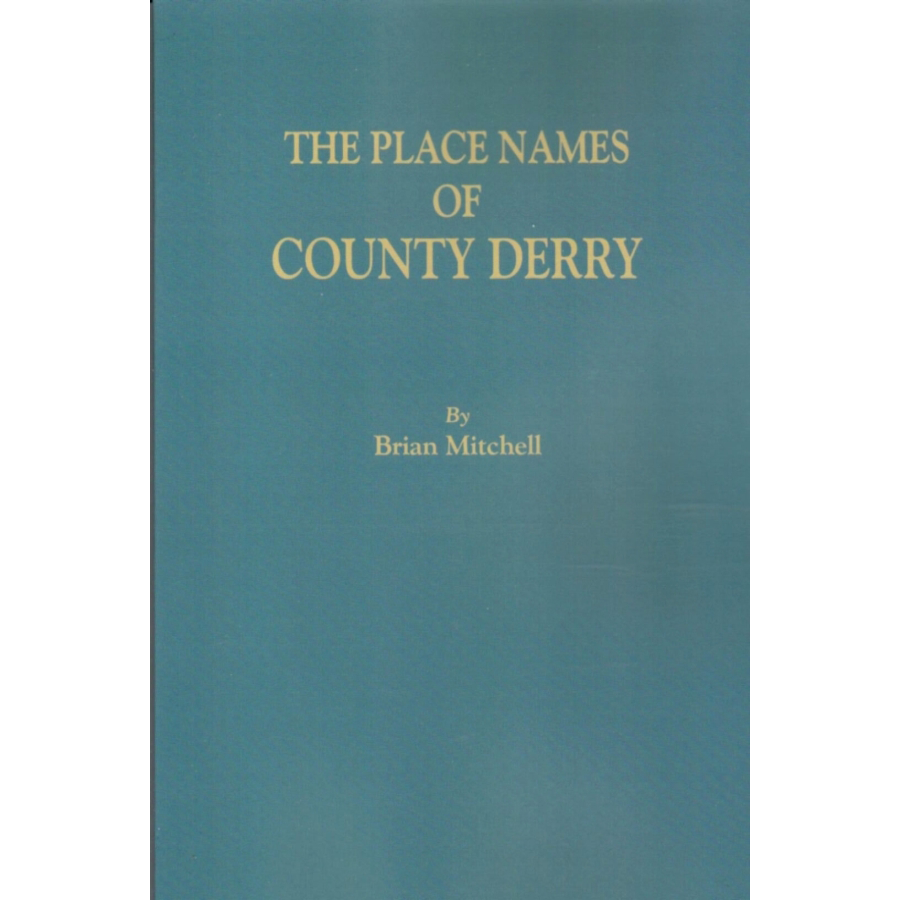 THE PLACE NAMES
OF
COUNTY DERRY
By
Brian Mitchell